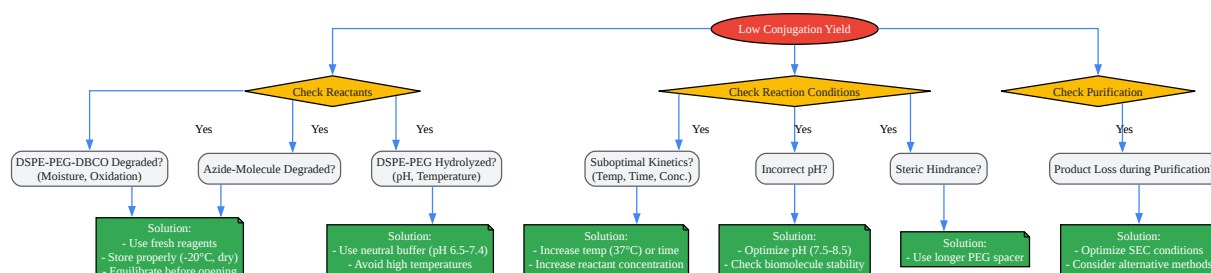 Low Conjugation Yield
Check Reactants
Check Reaction Conditions
Check Purification
Yes
Yes
Yes
Yes
Yes
Yes
Yes
DSPE-PEG-DBCO Degraded?
(Moisture, Oxidation)
Azide-Molecule Degraded?
DSPE-PEG Hydrolyzed?
(pH, Temperature)
Suboptimal Kinetics?
(Temp, Time, Conc.)
Incorrect pH?
Steric Hindrance?
Product Loss during Purification?
Solution:
- Use fresh reagents
- Store properly (-20°C, dry)
- Equilibrate before opening
Solution:
- Use neutral buffer (pH 6.5-7.4)
- Avoid high temperatures
Solution:
- Increase temp (37°C) or time
- Increase reactant concentration
Solution:
- Optimize pH (7.5-8.5)
- Check biomolecule stability
Solution:
- Use longer PEG spacer
Solution:
- Optimize SEC conditions
- Consider alternative methods